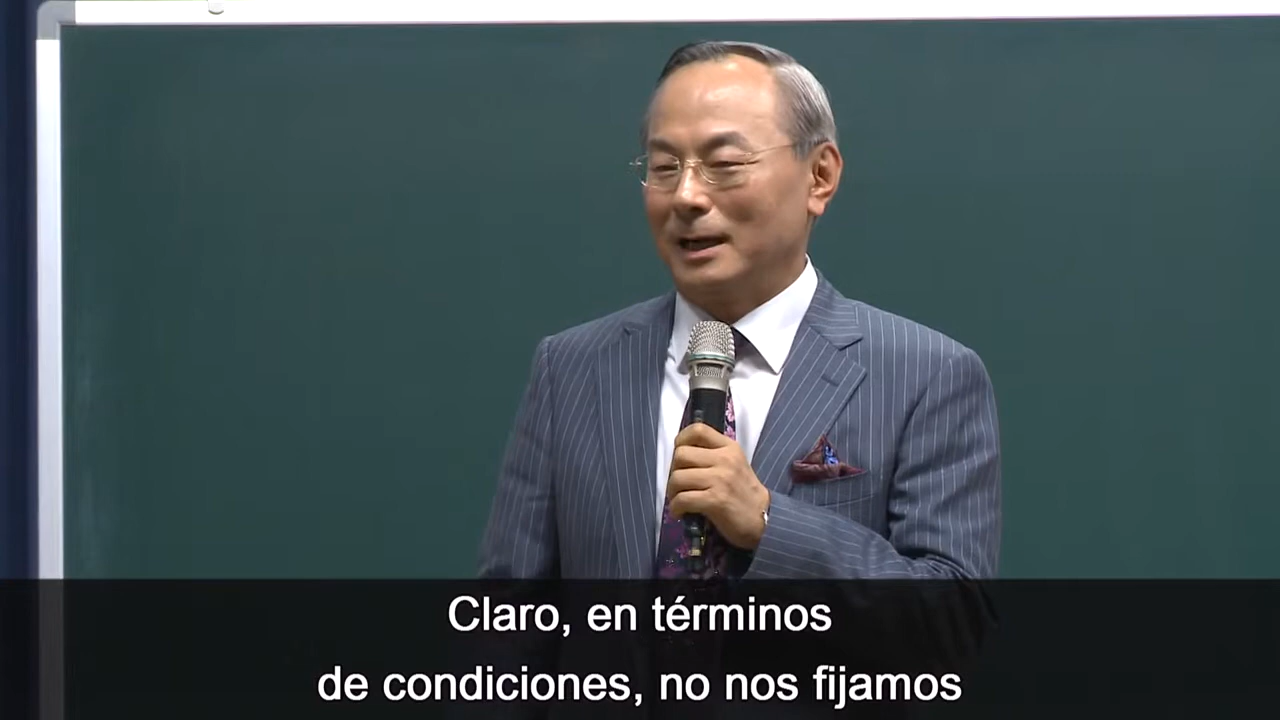 Claro, en términos
de condiciones, no nos fijamos